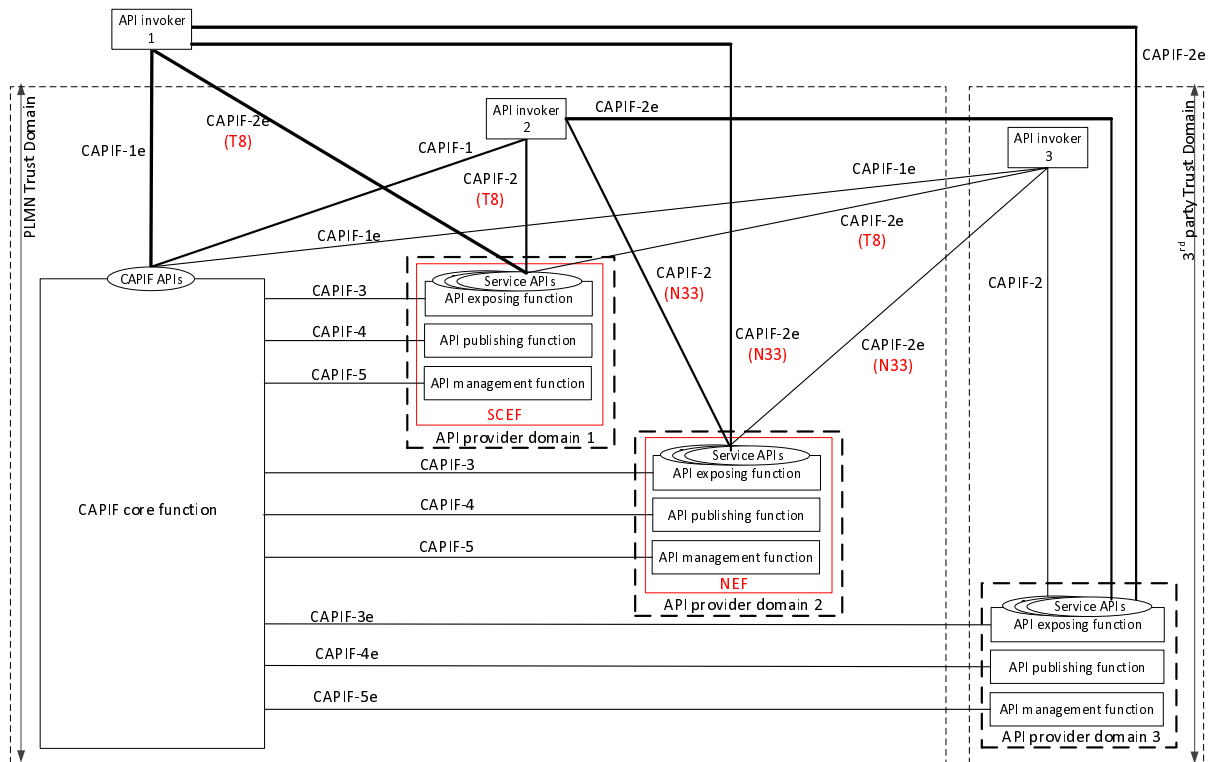 API invoker
1
CAPIF-2e
PLMN Trust Domain
3rd party Trust Domain
API invoker
2
CAPIF-2e
CAPIF-2e
(T8)
CAPIF-1e
CAPIF-1
API invoker
3
CAPIF-2
(T8)
CAPIF-1e
CAPIF-2e
(T8)
CAPIF-1e
CAPIF APIs
CAPIF-2
(N33)
CAPIF-2
CAPIF-2e
(N33)
CAPIF-2e
(N33)
CAPIF-3
CAPIF-4
CAPIF-5
Service APIs
API exposing function
API publishing function
API management function
SCEF
API provider domain 1
CAPIF core function
CAPIF-3
CAPIF-4
CAPIF-5
Service APIs
API exposing function
API publishing function
API management function
NEF
API provider domain 2
CAPIF-3e
CAPIF-4e
CAPIF-5e
Service APIs
API exposing function
API publishing function
API management function
API provider domain 3